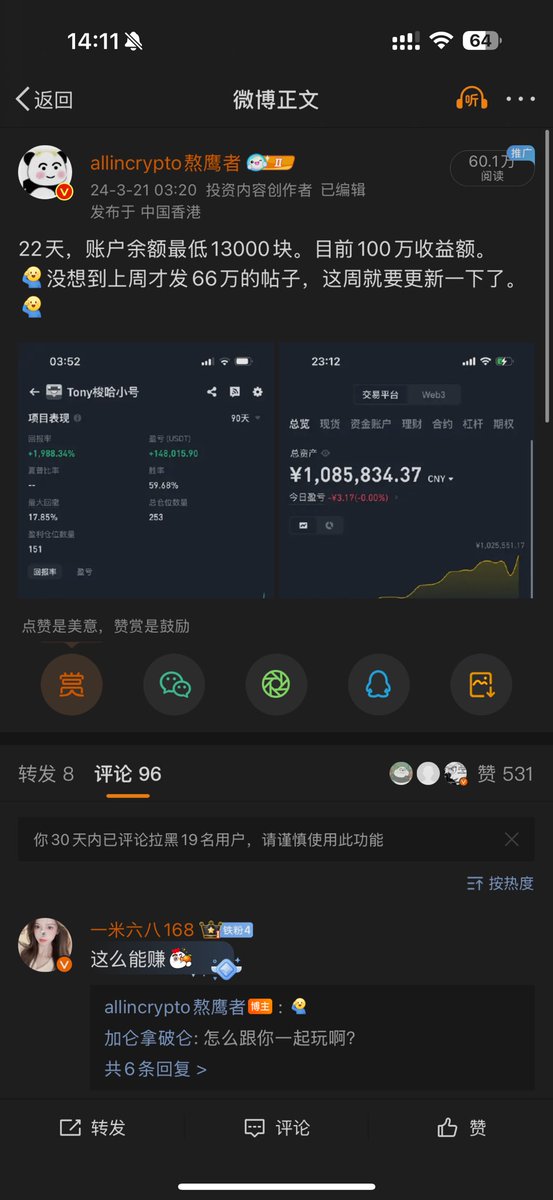 14:11
64
返回
微博正文
听
allincrypto熬鹰者
II
60.1万
推广
阅读
24-3-21 03:20 投资内容创作者 已编辑
发布于 中国香港
22天，账户余额最低13000块。目前100万收益额。
没想到上周才发66万的帖子，这周就要更新一下了。
03:52
Tony梭哈小号
项目表现
90天
回报率
盈亏 (USDT)
+1,988.34%
+148,015.90
夏普比率
胜率
--
59.68%
最大回撤
总仓位数量
17.85%
253
盈利仓位数量
151
回报率
盈亏
23:12
交易平台
Web3
总览 现货 资金账户 理财 合约 杠杆 期权
总资产
¥1,085,834.37 CNY
今日盈亏 -¥3.17(-0.00%)
¥1,025,551.17
点赞是美意，赞赏是鼓励
赏
转发 8
评论 96
赞 531
你30天内已评论拉黑19名用户，请谨慎使用此功能
按热度
一米六八168
铁粉4
这么能赚
allincrypto熬鹰者 博主 :
加仑拿破仑: 怎么跟你一起玩啊?
共6条回复 >
转发
评论
赞